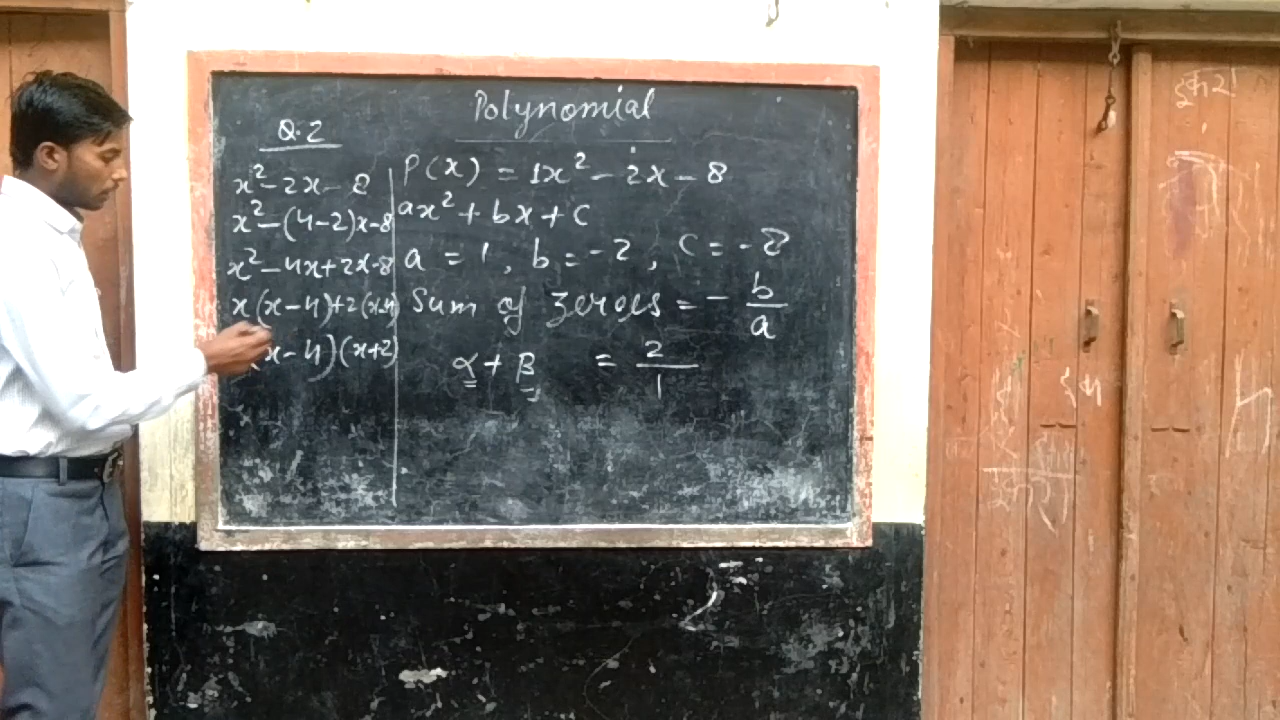 Polynomial
Q.2
x² - 2x - 8
x² - (4-2)x - 8
x² - 4x + 2x - 8
x(x-4) + 2(x-4)
(x-4)(x+2)
P(x) = 1x² - 2x - 8
ax² + bx + c
a = 1, b = -2, c = -8
Sum of zeroes = - b/a
α + β = 2/1